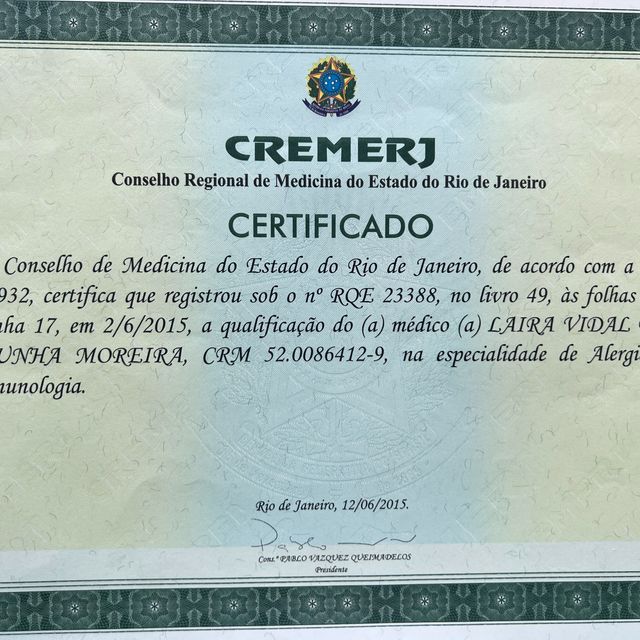 CREMERJ
Conselho Regional de Medicina do Estado do Rio de Janeiro
CERTIFICADO
Conselho de Medicina do Estado do Rio de Janeiro, de acordo com a
932, certifica que registrou sob o nº RQE 23388, no livro 49, às folhas
nha 17, em 2/6/2015, a qualificação do (a) médico (a) LAIRA VIDAL
UNHA MOREIRA, CRM 52.0086412-9, na especialidade de Alergi
munologia.
Rio de Janeiro, 12/06/2015.
Cons.º PABLO VAZQUEZ QUEIMADELOS
Presidente